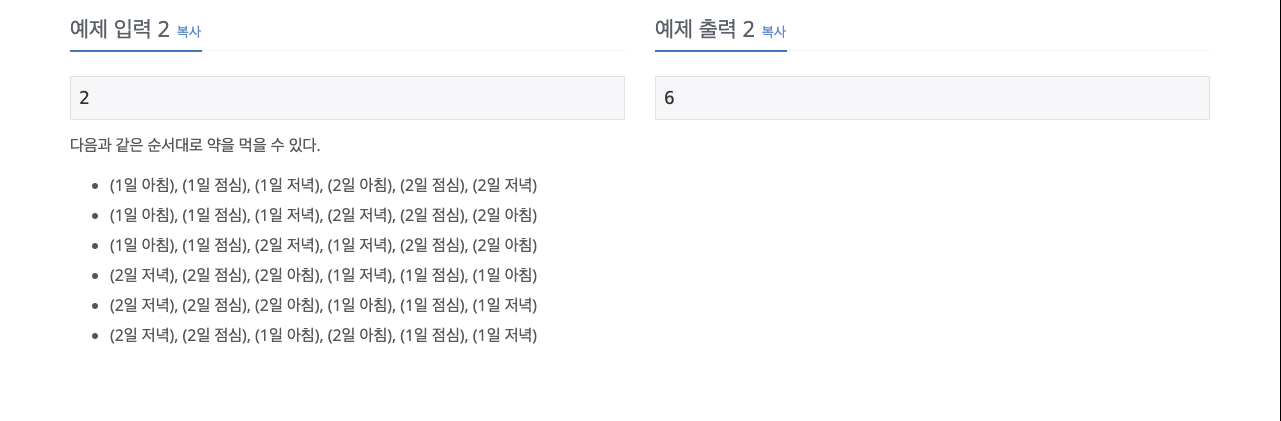 예제 입력 2 복사
2
다음과 같은 순서대로 약을 먹을 수 있다.
• (1일 아침), (1일 점심), (1일 저녁), (2일 아침), (2일 점심), (2일 저녁)
• (1일 아침), (1일 점심), (1일 저녁), (2일 저녁), (2일 점심), (2일 아침)
• (1일 아침), (1일 점심), (2일 저녁), (1일 저녁), (2일 점심), (2일 아침)
• (2일 저녁), (2일 점심), (2일 아침), (1일 저녁), (1일 점심), (1일 아침)
• (2일 저녁), (2일 점심), (2일 아침), (1일 아침), (1일 점심), (1일 저녁)
• (2일 저녁), (2일 점심), (1일 아침), (2일 아침), (1일 점심), (1일 저녁)
예제 출력 2 복사
6